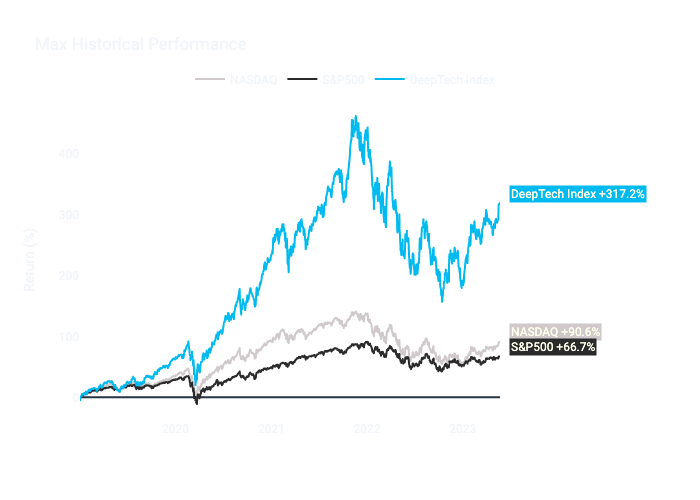 Max Historical Performance
NASDAQ S&P500 DeepTech Index
400
300
200
100
Return (%)
DeepTech Index +317.2%
NASDAQ +90.6%
S&P500 +66.7%
2020 2021 2022 2023